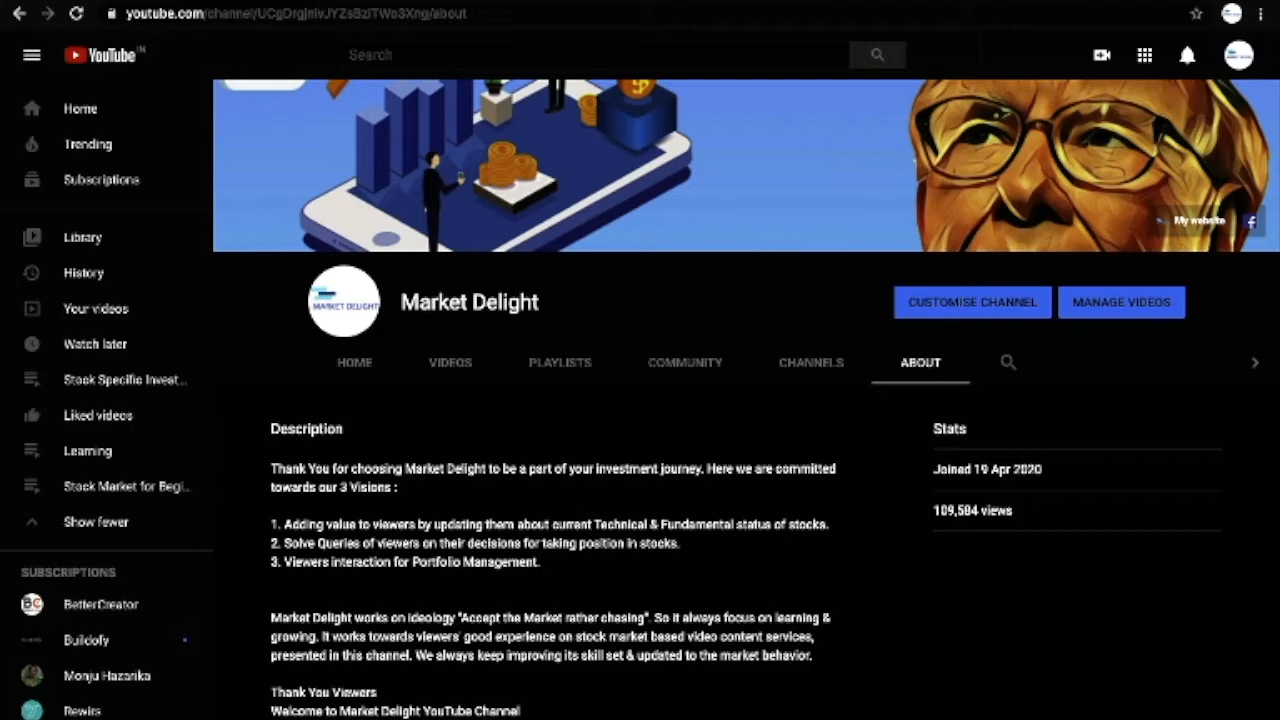 youtube.com/channel/UCgDrgjnivJYZsBzITWo3Xng/about
YouTube IN
Search
Home
Trending
Subscriptions
Library
History
Your videos
Watch later
Stock Specific Invest...
Liked videos
Learning
Stock Market for Begi...
Show fewer
SUBSCRIPTIONS
BetterCreator
Buildofy
Monju Hazarika
Rewirs
My website
MARKET DELIGHT
Market Delight
CUSTOMISE CHANNEL
MANAGE VIDEOS
HOME
VIDEOS
PLAYLISTS
COMMUNITY
CHANNELS
ABOUT
Description
Thank You for choosing Market Delight to be a part of your investment journey. Here we are committed
towards our 3 Visions :
1. Adding value to viewers by updating them about current Technical & Fundamental status of stocks.
2. Solve Queries of viewers on their decisions for taking position in stocks.
3. Viewers interaction for Portfolio Management.
Market Delight works on ideology "Accept the Market rather chasing". So it always focus on learning &
growing. It works towards viewers' good experience on stock market based video content services,
presented in this channel. We always keep improving its skill set & updated to the market behavior.
Thank You Viewers
Welcome to Market Delight YouTube Channel
Stats
Joined 19 Apr 2020
109,584 views